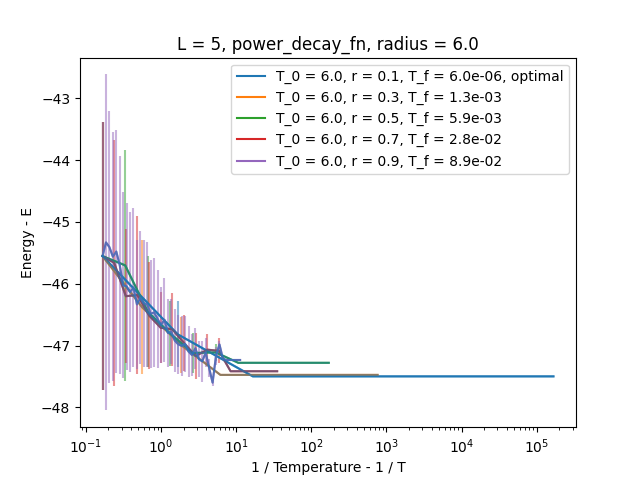 L = 5, power_decay_fn, radius = 6.0
T_0 = 6.0, r = 0.1, T_f = 6.0e-06, optimal
T_0 = 6.0, r = 0.3, T_f = 1.3e-03
T_0 = 6.0, r = 0.5, T_f = 5.9e-03
T_0 = 6.0, r = 0.7, T_f = 2.8e-02
T_0 = 6.0, r = 0.9, T_f = 8.9e-02
Energy - E
−43
−44
−45
−46
−47
−48
10⁻¹ 10⁰ 10¹ 10² 10³ 10⁴ 10⁵
1 / Temperature - 1 / T